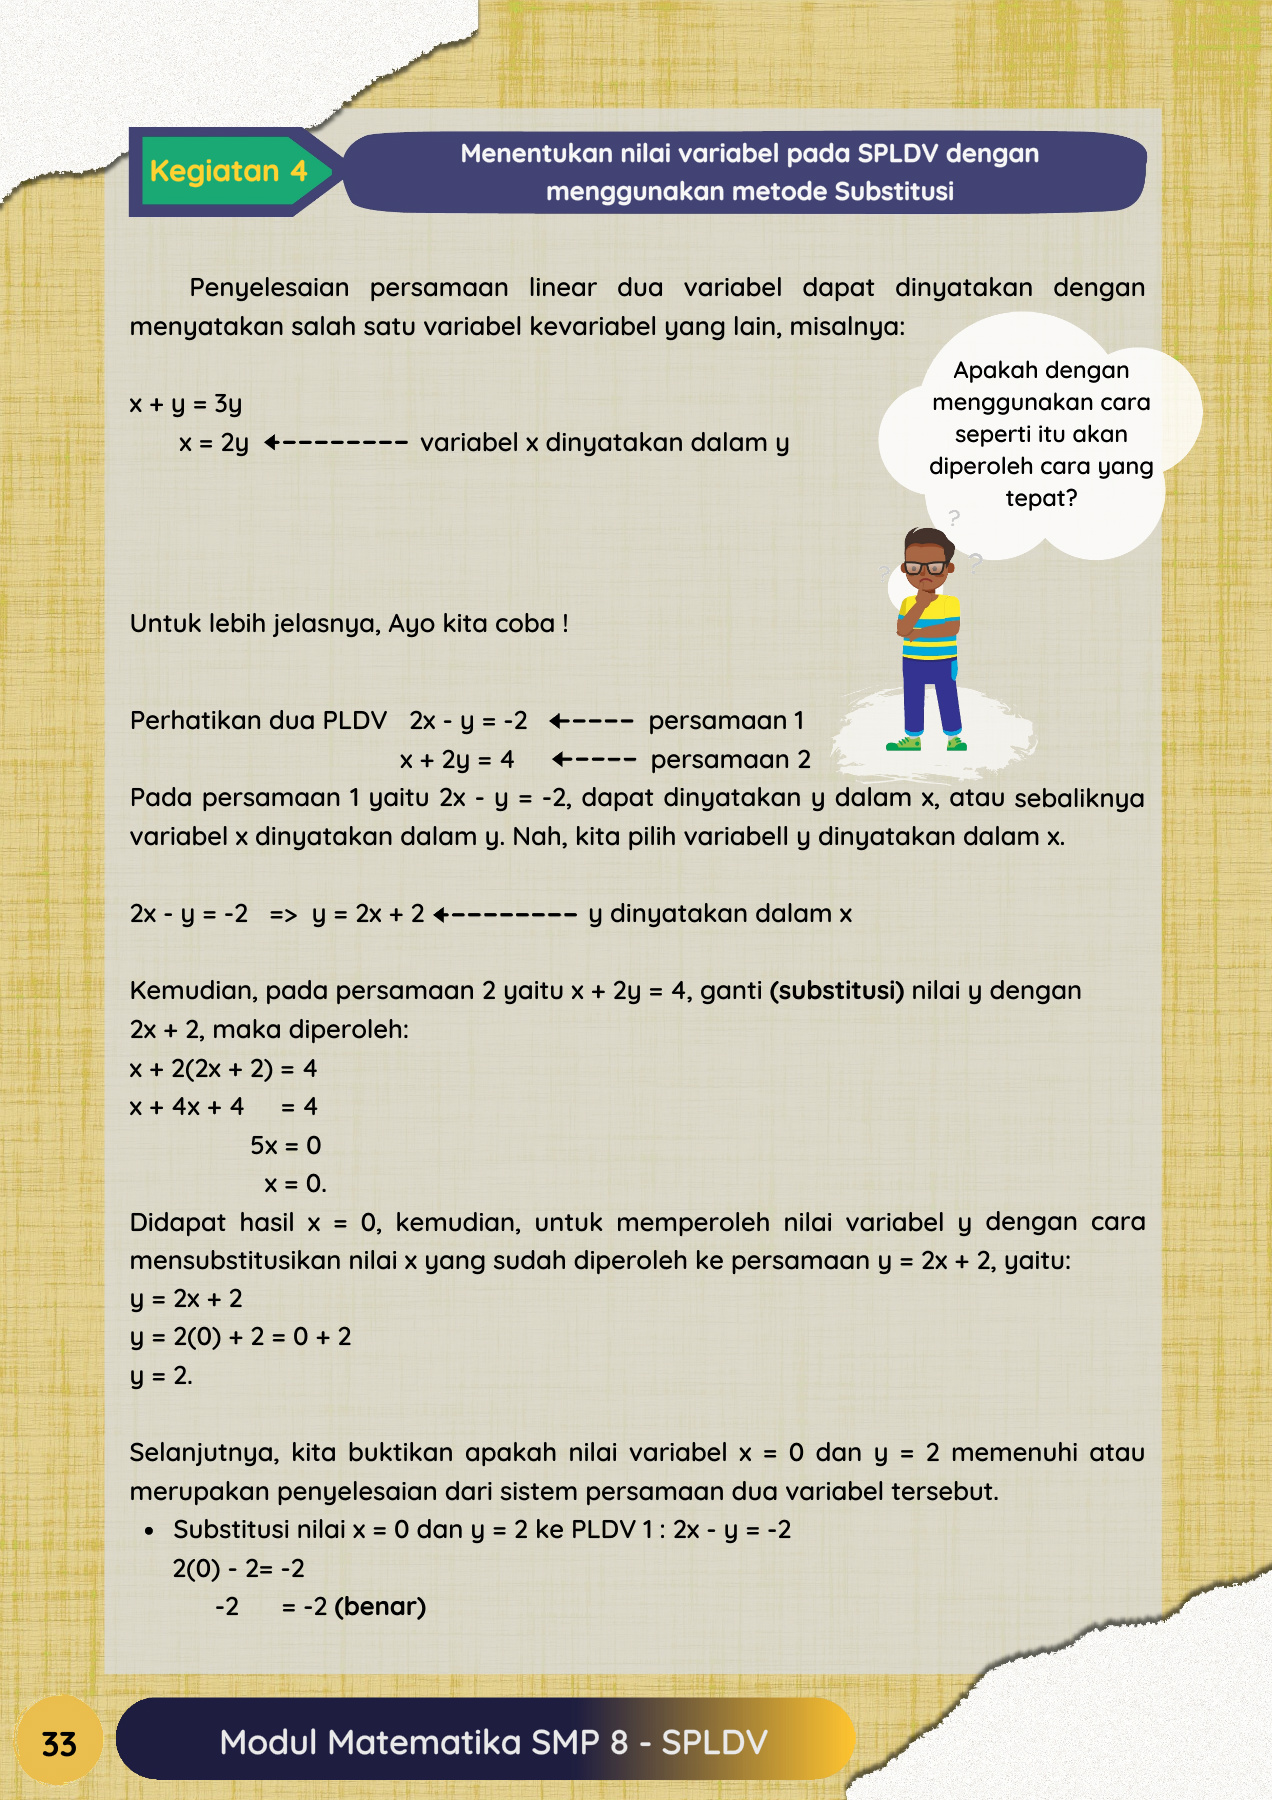 Kegiatan 4
Menentukan nilai variabel pada SPLDV dengan
menggunakan metode Substitusi
Penyelesaian persamaan linear dua variabel dapat dinyatakan dengan
menyatakan salah satu variabel kevariabel yang lain, misalnya:
Apakah dengan
menggunakan cara
seperti itu akan
diperoleh cara yang
tepat?
x + y = 3y
x = 2y variabel x dinyatakan dalam y
?
?
?
Untuk lebih jelasnya, Ayo kita coba !
Perhatikan dua PLDV 2x - y = -2 persamaan 1
x + 2y = 4 persamaan 2
Pada persamaan 1 yaitu 2x - y = -2, dapat dinyatakan y dalam x, atau sebaliknya
variabel x dinyatakan dalam y. Nah, kita pilih variabell y dinyatakan dalam x.
2x - y = -2 => y = 2x + 2 y dinyatakan dalam x
Kemudian, pada persamaan 2 yaitu x + 2y = 4, ganti (substitusi) nilai y dengan
2x + 2, maka diperoleh:
x + 2(2x + 2) = 4
x + 4x + 4 = 4
5x = 0
x = 0.
Didapat hasil x = 0, kemudian, untuk memperoleh nilai variabel y dengan cara
mensubstitusikan nilai x yang sudah diperoleh ke persamaan y = 2x + 2, yaitu:
y = 2x + 2
y = 2(0) + 2 = 0 + 2
y = 2.
Selanjutnya, kita buktikan apakah nilai variabel x = 0 dan y = 2 memenuhi atau
merupakan penyelesaian dari sistem persamaan dua variabel tersebut.
• Substitusi nilai x = 0 dan y = 2 ke PLDV 1 : 2x - y = -2
2(0) - 2= -2
-2 = -2 (benar)
33
Modul Matematika SMP 8 - SPLDV